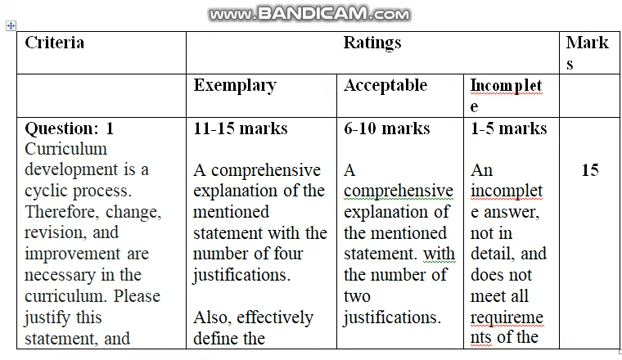 www.BANDICAM.com
Criteria
Ratings
Mark
s
Exemplary
Acceptable
Incomplet
e
Question: 1
Curriculum
development is a
cyclic process.
Therefore, change,
revision, and
improvement are
necessary in the
curriculum. Please
justify this
statement, and
11-15 marks
A comprehensive
explanation of the
mentioned
statement with the
number of four
justifications.
Also, effectively
define the
6-10 marks
A
comprehensive
explanation of
the mentioned
statement. with
the number of
two
justifications.
1-5 marks
An
incomplet
e answer,
not in
detail, and
does not
meet all
requireme
nts of the
15